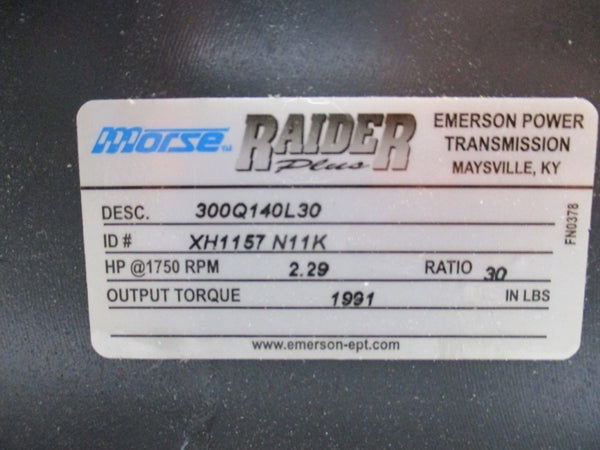 Morse™ RAIDER Plus
EMERSON POWER
TRANSMISSION
MAYSVILLE, KY
DESC. 300Q140L30
ID # XH1157 N11K
HP @1750 RPM 2.29 RATIO 30
OUTPUT TORQUE 1991 IN LBS
www.emerson-ept.com
FN0378